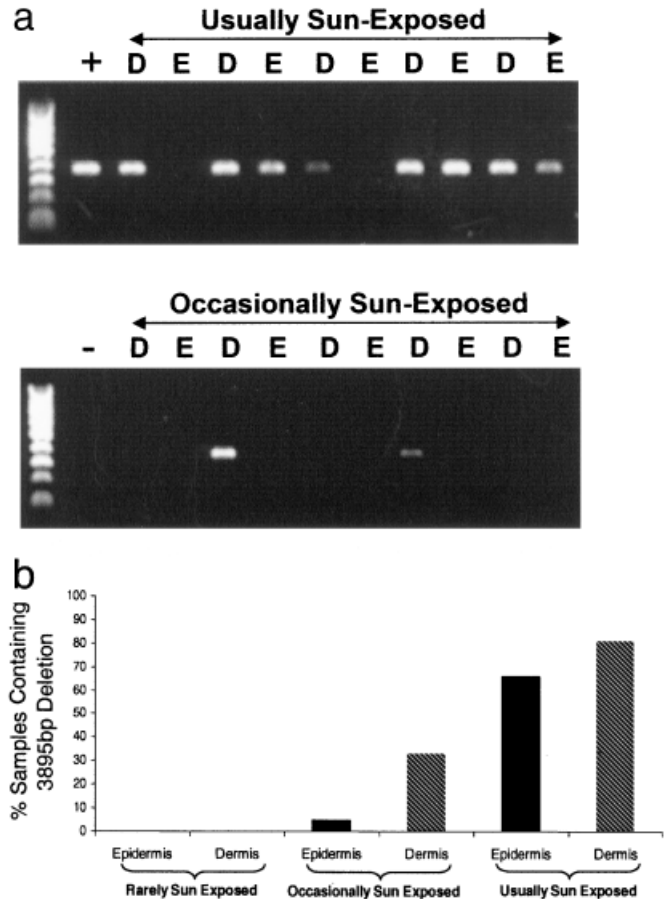 a
Usually Sun-Exposed
+ D E D E D E D E D E
Occasionally Sun-Exposed
- D E D E D E D E D E
b
% Samples Containing
3895bp Deletion
100
90
80
70
60
50
40
30
20
10
0
Epidermis Dermis Epidermis Dermis Epidermis Dermis
Rarely Sun Exposed Occasionally Sun Exposed Usually Sun Exposed